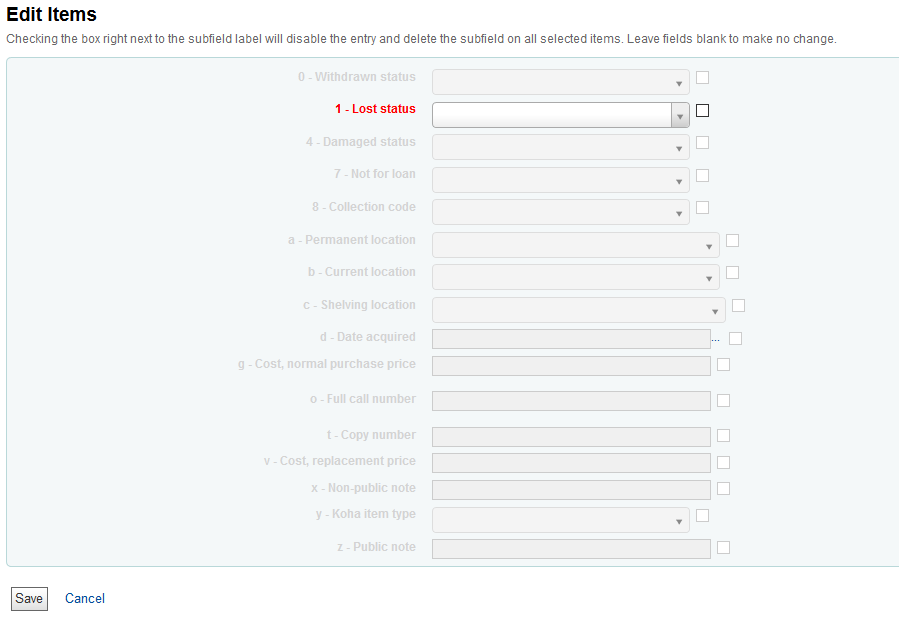 Edit Items
Checking the box right next to the subfield label will disable the entry and delete the subfield on all selected items. Leave fields blank to make no change.
0 - Withdrawn status
1 - Lost status
4 - Damaged status
7 - Not for loan
8 - Collection code
a - Permanent location
b - Current location
c - Shelving location
d - Date acquired ...
g - Cost, normal purchase price
o - Full call number
t - Copy number
v - Cost, replacement price
x - Non-public note
y - Koha item type
z - Public note
Save Cancel